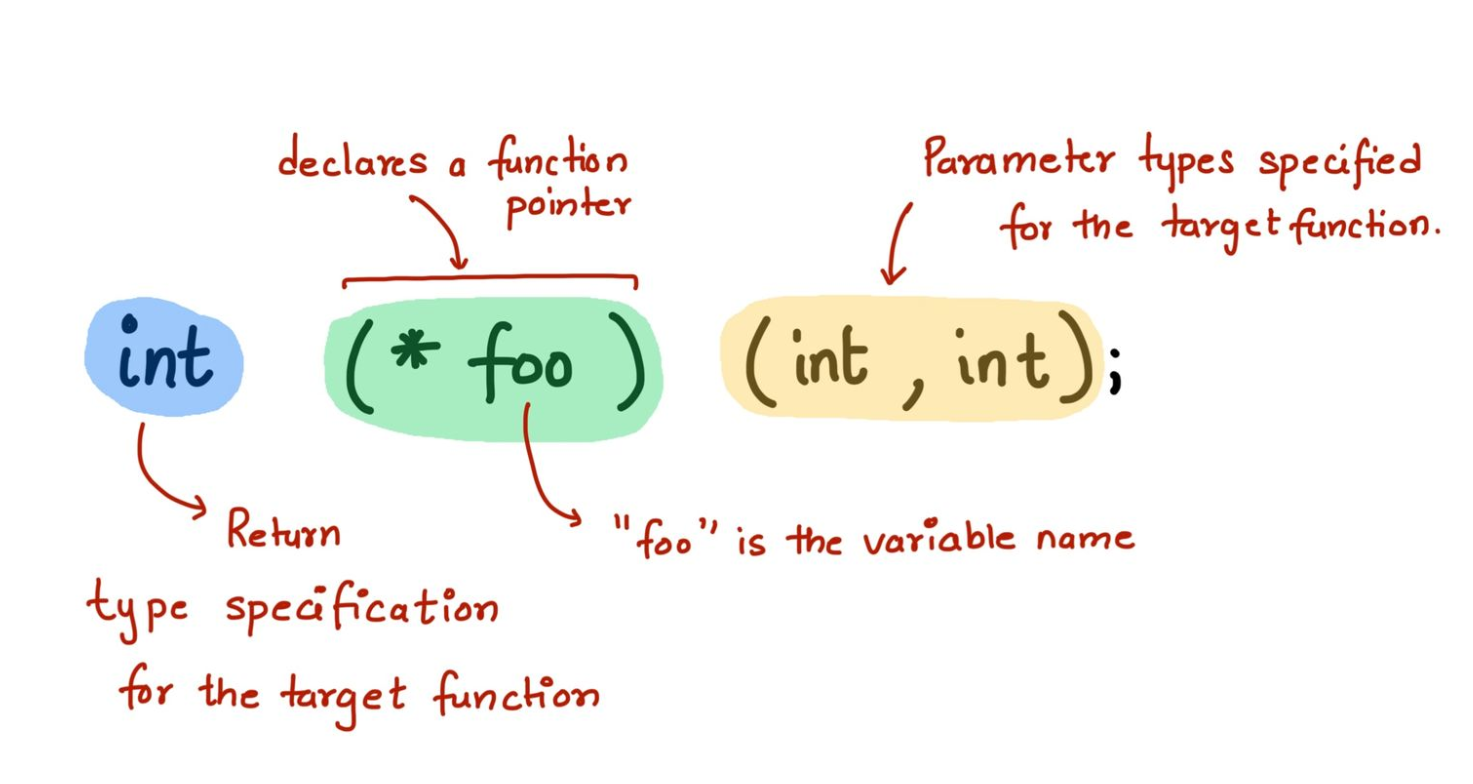 declares a function
pointer
Parameter types specified
for the target function.
int (* foo ) (int , int);
Return
type specification
for the target function
"foo" is the variable name